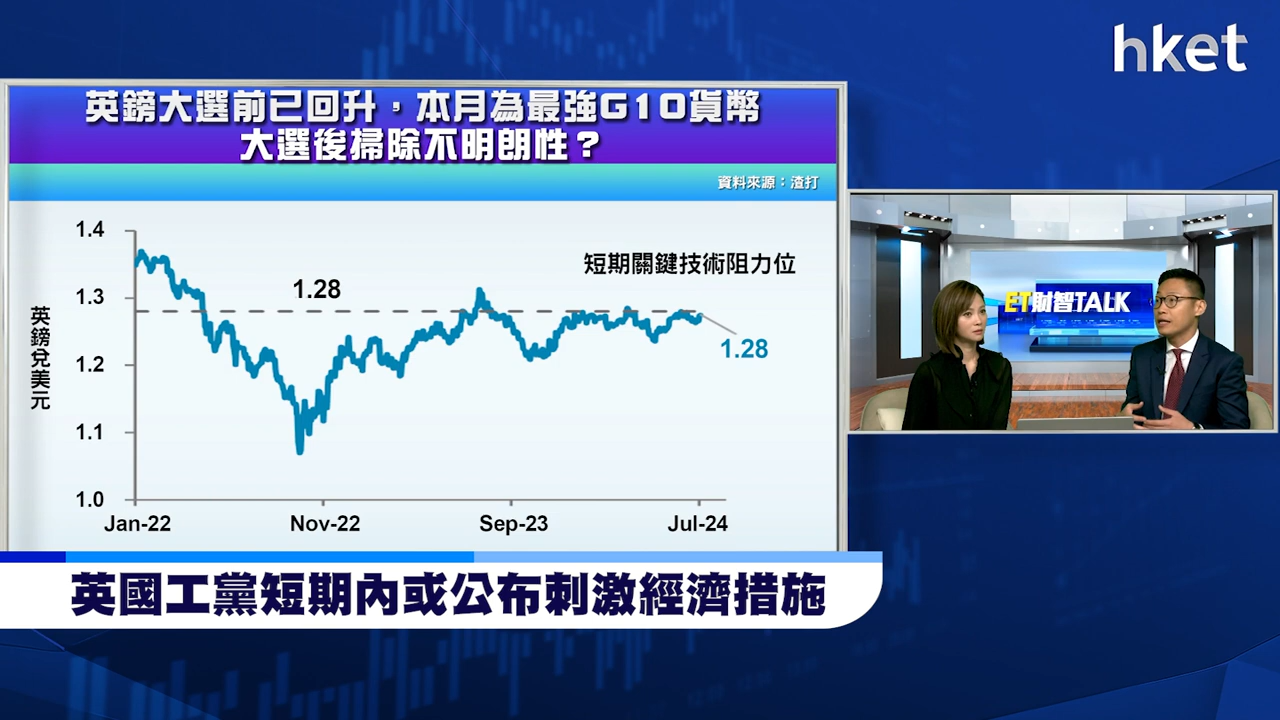 hket
英鎊大選前已回升，本月為最強G10貨幣
大選後掃除不明朗性？
資料來源：渣打
英鎊兌美元
1.4
1.3
1.2
1.1
1.0
1.28
短期關鍵技術阻力位
1.28
Jan-22
Nov-22
Sep-23
Jul-24
ET財智TALK
英國工黨短期內或公布刺激經濟措施